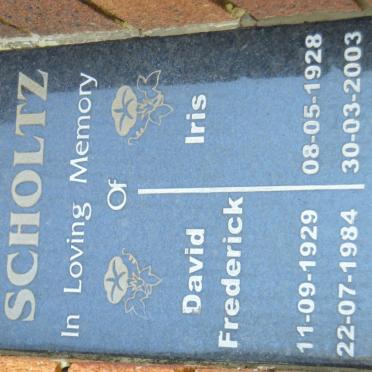 SCHOLTZ
In Loving Memory
Of
David
Frederick
11-09-1929
22-07-1984
Iris
08-05-1928
30-03-2003